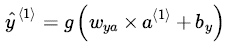 ŷ⟨1⟩ = g(w_ya × a⟨1⟩ + b_y)